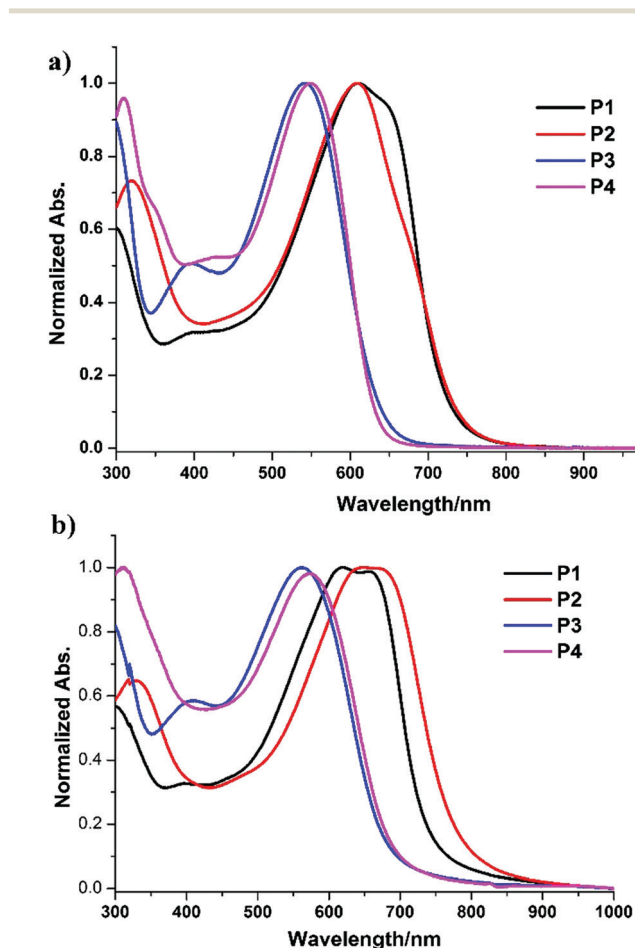 a)
1.0
0.8
0.6
0.4
0.2
0.0
Normalized Abs.
P1
P2
P3
P4
300 400 500 600 700 800 900
Wavelength/nm
b)
1.0
0.8
0.6
0.4
0.2
0.0
Normalized Abs.
P1
P2
P3
P4
300 400 500 600 700 800 900 1000
Wavelength/nm